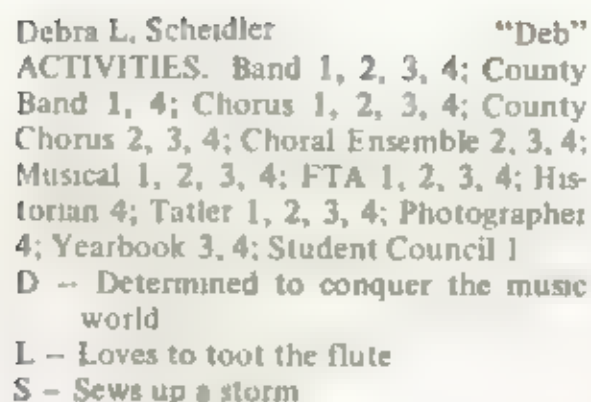 Debra L. Scheidler "Deb"
ACTIVITIES. Band 1, 2, 3, 4; County
Band 1, 4; Chorus 1, 2, 3, 4; County
Chorus 2, 3, 4; Choral Ensemble 2, 3, 4;
Musical 1, 2, 3, 4; FTA 1, 2, 3, 4; His-
torian 4; Tatler 1, 2, 3, 4; Photographer
4; Yearbook 3, 4; Student Council 1
D – Determined to conquer the music
world
L – Loves to toot the flute
S – Sews up a storm